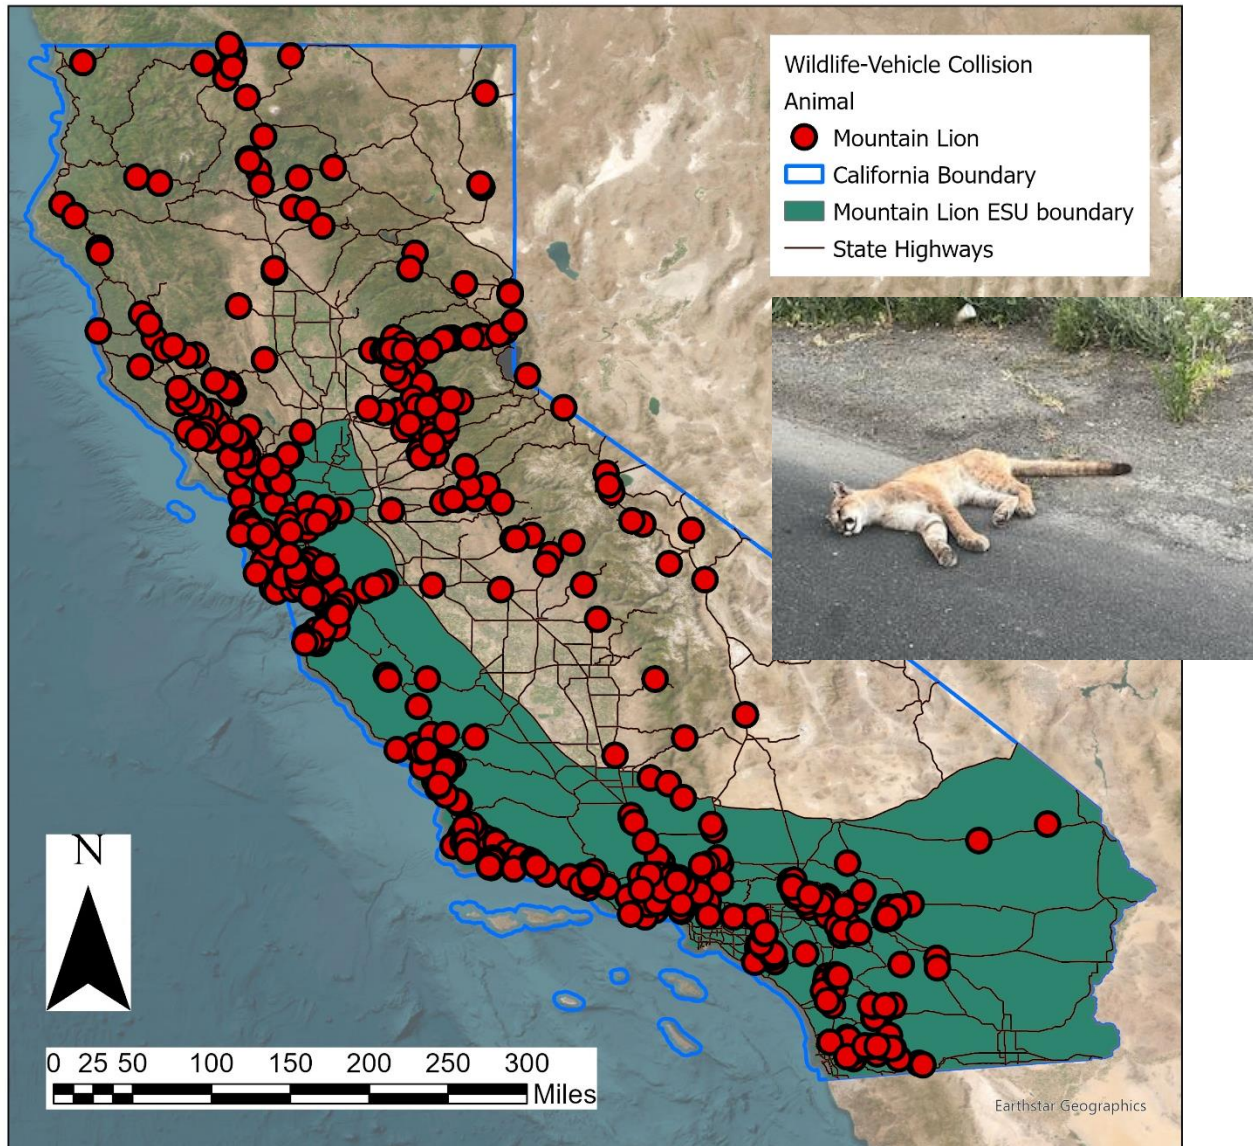 Wildlife-Vehicle Collision
Animal
Mountain Lion
California Boundary
Mountain Lion ESU boundary
State Highways
N
0 25 50 100 150 200 250 300
Miles
Earthstar Geographics